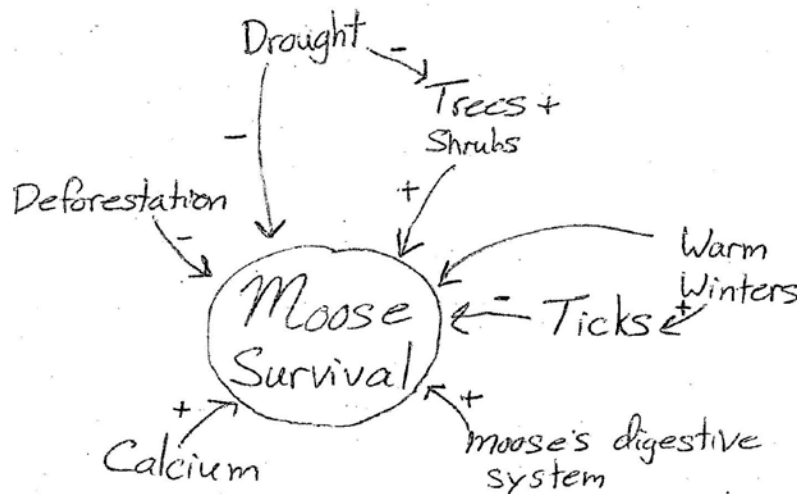 Drought
-
Trees +
Shrubs
-
+
Deforestation
-
Warm
Winters
+
Ticks
-
Moose
Survival
+
Calcium
+
moose's digestive
system